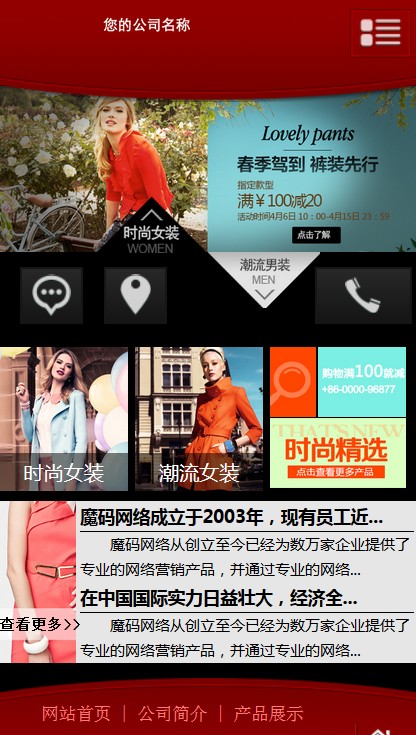 您的公司名称
Lovely pants
春季驾到 裤装先行
指定款型
满￥100减20
活动时间4月6日 10：00-4月15日 23：59
点击了解
时尚女装
WOMEN
潮流男装
MEN
时尚女装
潮流女装
购物满100就减
+86-0000-96877
THAT'S NEW
时尚精选
点击查看更多产品
魔码网络成立于2003年，现有员工近...
魔码网络从创立至今已经为数万家企业提供了
专业的网络营销产品，并通过专业的网络...
在中国国际实力日益壮大，经济全...
魔码网络从创立至今已经为数万家企业提供了
专业的网络营销产品，并通过专业的网络...
查看更多>>
网站首页 | 公司简介 | 产品展示